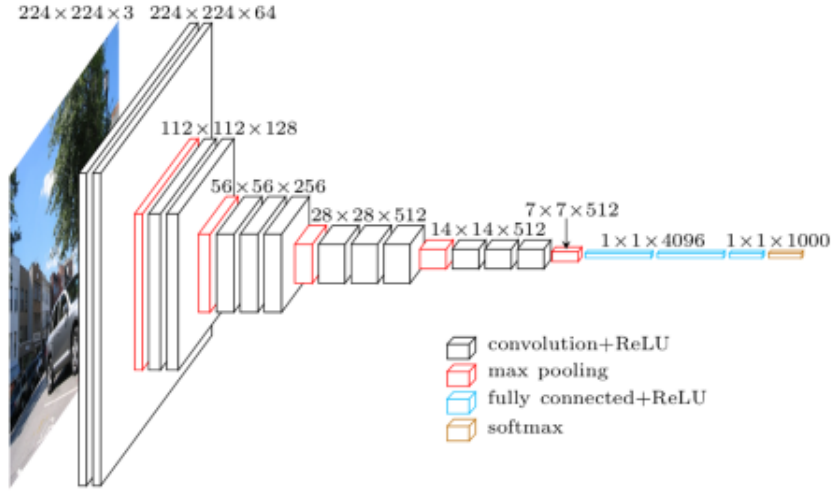 224×224×3
224×224×64
112×112×128
56×56×256
28×28×512
14×14×512
7×7×512
1×1×4096
1×1×1000
convolution+ReLU
max pooling
fully connected+ReLU
softmax